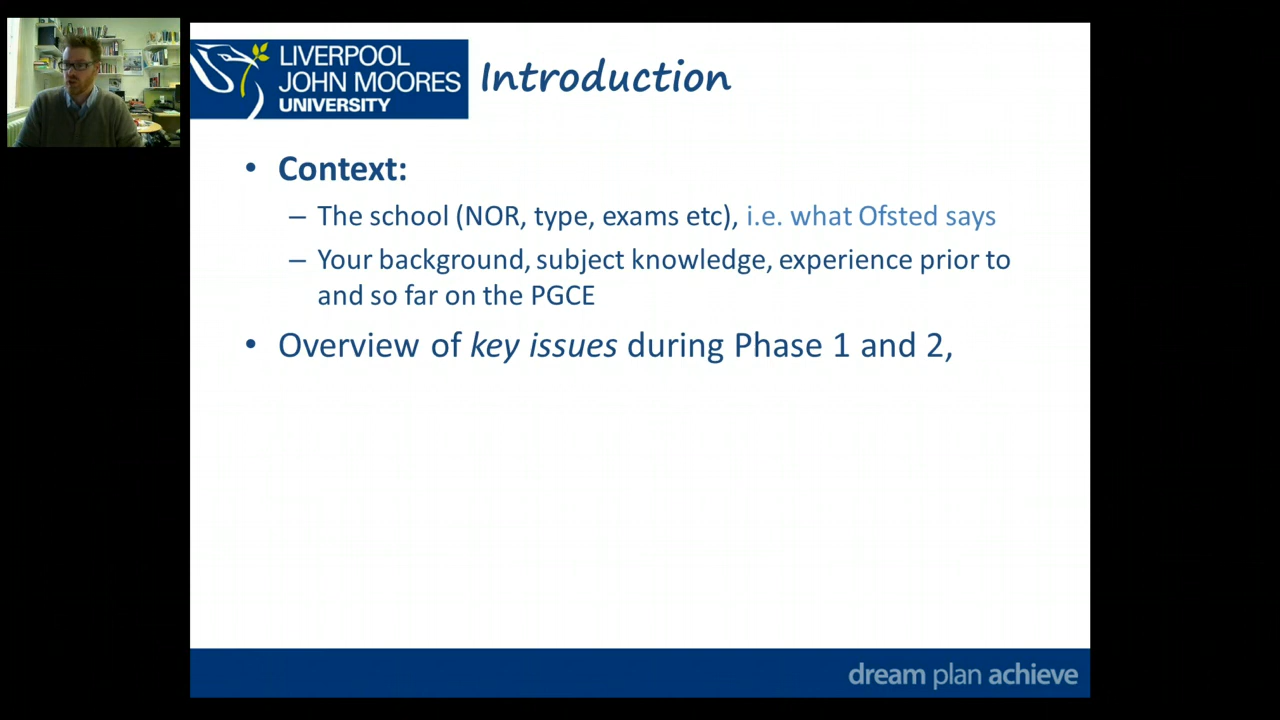 LIVERPOOL
JOHN MOORES
UNIVERSITY
Introduction
• Context:
– The school (NOR, type, exams etc), i.e. what Ofsted says
– Your background, subject knowledge, experience prior to
and so far on the PGCE
• Overview of key issues during Phase 1 and 2,
dream plan achieve